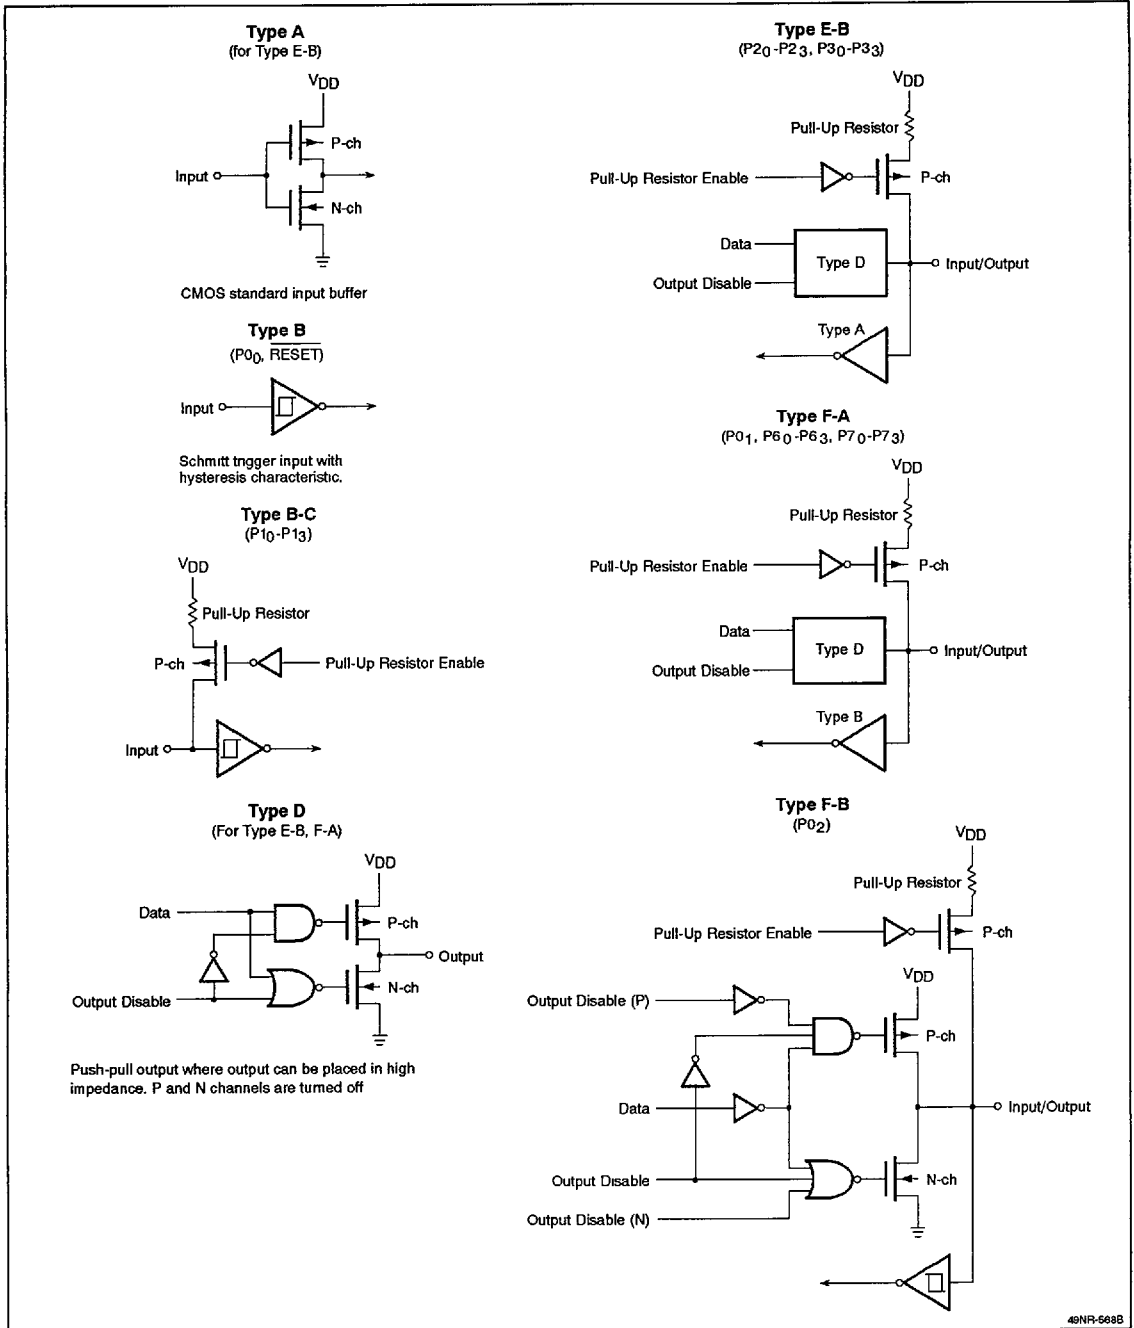 Type A
(for Type E-B)
VDD
P-ch
Input
N-ch
CMOS standard input buffer
Type B
(P00, RESET)
Input
Schmitt trigger input with
hysteresis characteristic.
Type B-C
(P10-P13)
VDD
Pull-Up Resistor
P-ch
Pull-Up Resistor Enable
Input
Type D
(For Type E-B, F-A)
VDD
Data
P-ch
Output
N-ch
Output Disable
Push-pull output where output can be placed in high
impedance. P and N channels are turned off
Type E-B
(P20-P23, P30-P33)
VDD
Pull-Up Resistor
Pull-Up Resistor Enable
P-ch
Data
Type D
Input/Output
Output Disable
Type A
Type F-A
(P01, P60-P63, P70-P73)
VDD
Pull-Up Resistor
Pull-Up Resistor Enable
P-ch
Data
Type D
Input/Output
Output Disable
Type B
Type F-B
(P02)
VDD
Pull-Up Resistor
Pull-Up Resistor Enable
P-ch
VDD
Output Disable (P)
P-ch
Data
Input/Output
Output Disable
N-ch
Output Disable (N)
49NR-568B